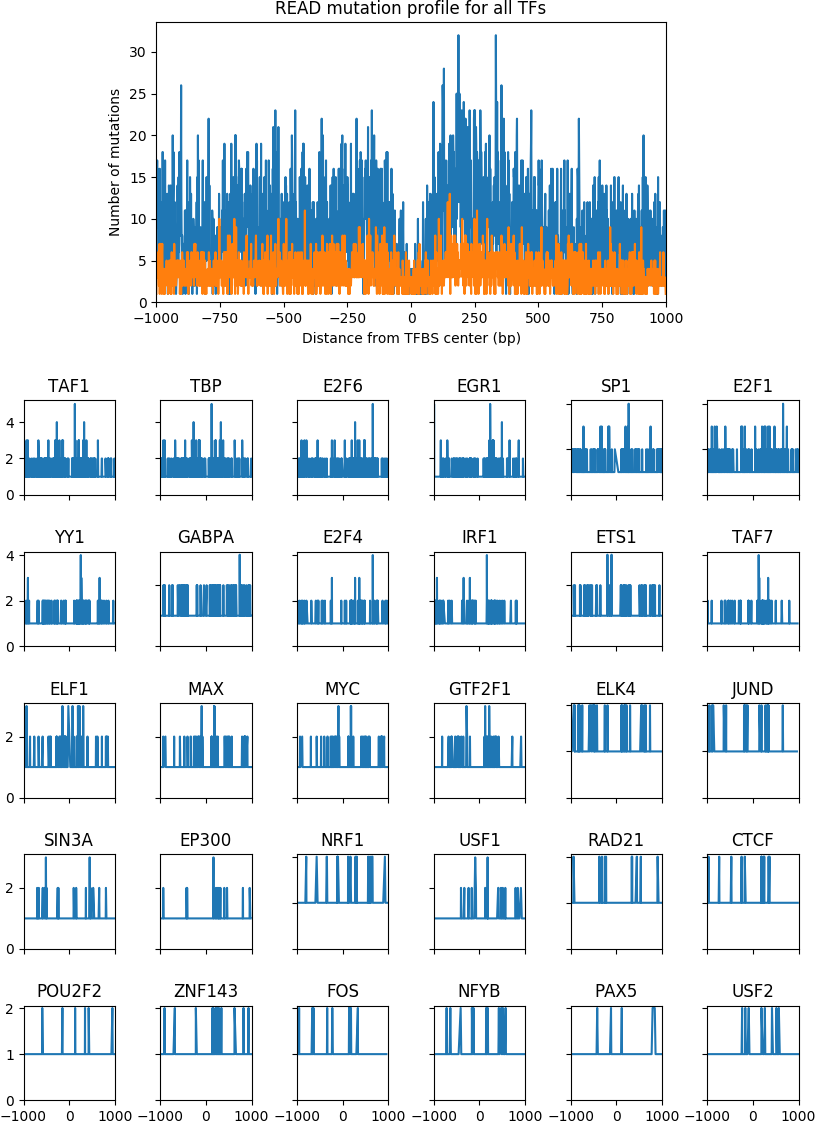 READ mutation profile for all TFs
30
25
20
15
10
5
0
Number of mutations
−1000 −750 −500 −250 0 250 500 750 1000
Distance from TFBS center (bp)
TAF1 TBP E2F6 EGR1 SP1 E2F1
4
2
0
YY1 GABPA E2F4 IRF1 ETS1 TAF7
4
2
0
ELF1 MAX MYC GTF2F1 ELK4 JUND
2
0
SIN3A EP300 NRF1 USF1 RAD21 CTCF
2
0
POU2F2 ZNF143 FOS NFYB PAX5 USF2
2
1
0
−1000 0 1000 −1000 0 1000 −1000 0 1000 −1000 0 1000 −1000 0 1000 −1000 0 1000